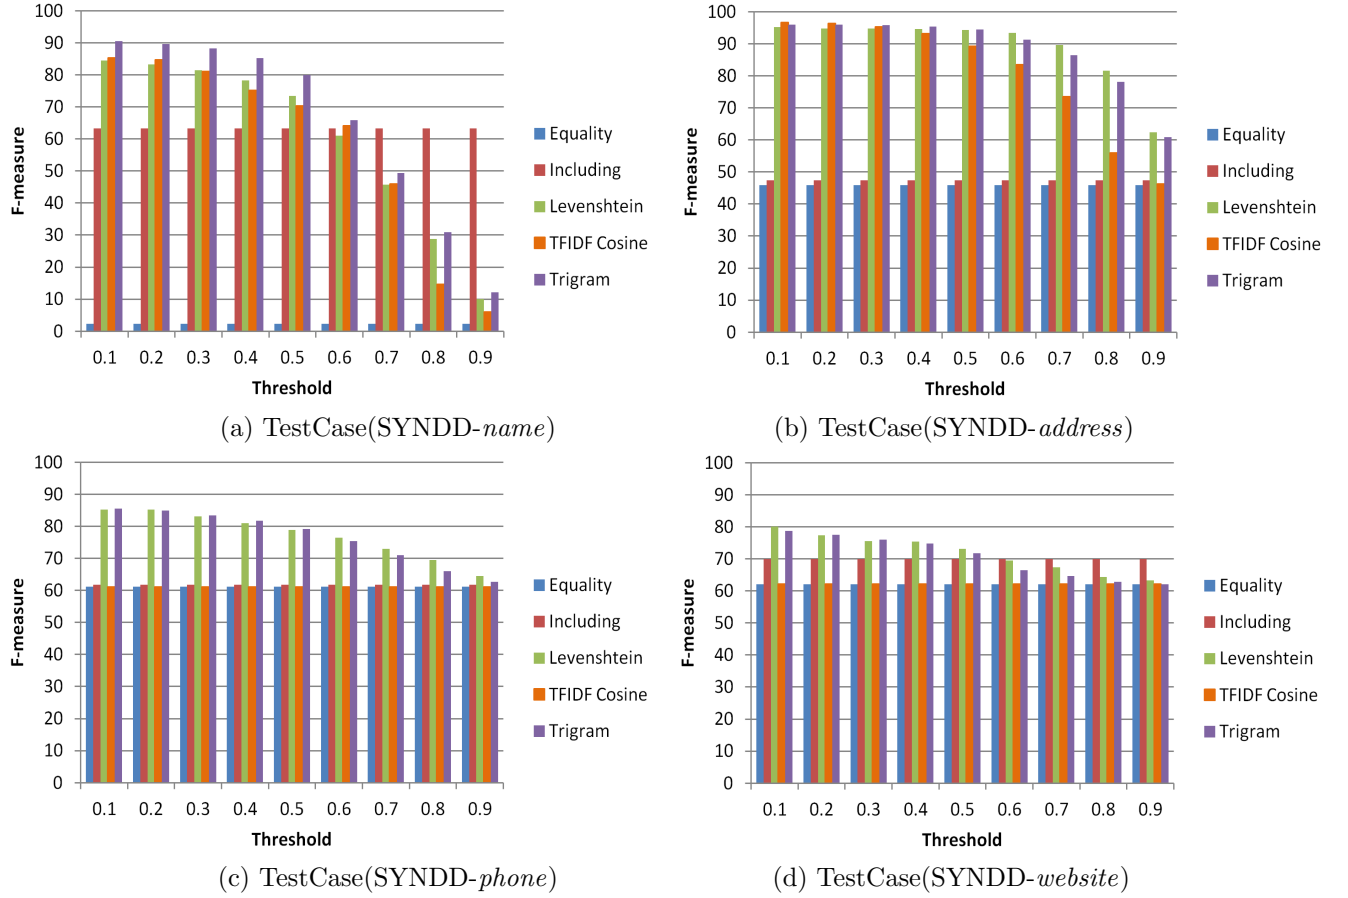 100
90
80
70
60
50
40
30
20
10
0
F-measure
0.1 0.2 0.3 0.4 0.5 0.6 0.7 0.8 0.9
Threshold
Equality
Including
Levenshtein
TFIDF Cosine
Trigram
(a) TestCase(SYNDD-name)
100
90
80
70
60
50
40
30
20
10
0
F-measure
0.1 0.2 0.3 0.4 0.5 0.6 0.7 0.8 0.9
Threshold
Equality
Including
Levenshtein
TFIDF Cosine
Trigram
(b) TestCase(SYNDD-address)
100
90
80
70
60
50
40
30
20
10
0
F-measure
0.1 0.2 0.3 0.4 0.5 0.6 0.7 0.8 0.9
Threshold
Equality
Including
Levenshtein
TFIDF Cosine
Trigram
(c) TestCase(SYNDD-phone)
100
90
80
70
60
50
40
30
20
10
0
F-measure
0.1 0.2 0.3 0.4 0.5 0.6 0.7 0.8 0.9
Threshold
Equality
Including
Levenshtein
TFIDF Cosine
Trigram
(d) TestCase(SYNDD-website)